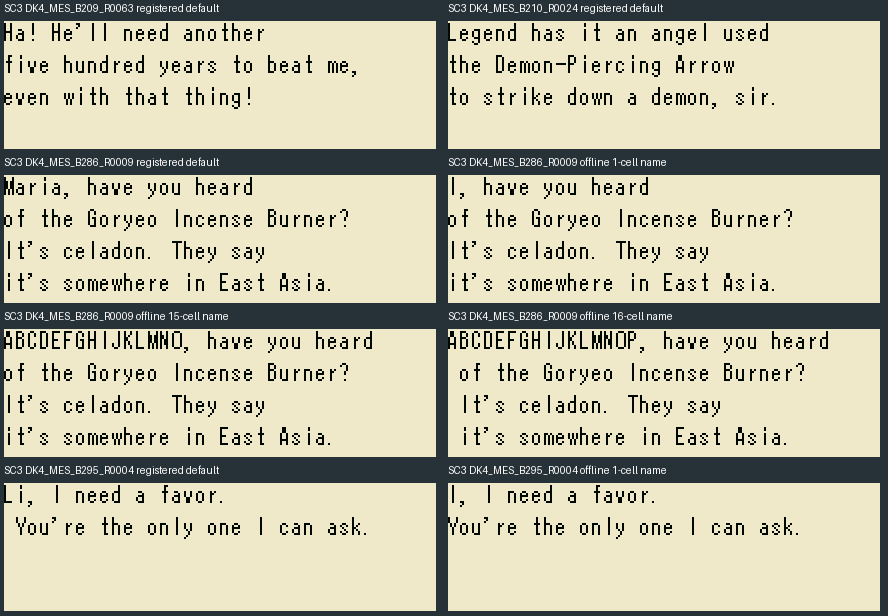 SC3 DK4_MES_B209_R0063 registered default
Ha! He'll need another
five hundred years to beat me,
even with that thing!
SC3 DK4_MES_B210_R0024 registered default
Legend has it an angel used
the Demon-Piercing Arrow
to strike down a demon, sir.
SC3 DK4_MES_B286_R0009 registered default
Maria, have you heard
of the Goryeo Incense Burner?
It's celadon. They say
it's somewhere in East Asia.
SC3 DK4_MES_B286_R0009 offline 1-cell name
I, have you heard
of the Goryeo Incense Burner?
It's celadon. They say
it's somewhere in East Asia.
SC3 DK4_MES_B286_R0009 offline 15-cell name
ABCDEFGHIJKLMNO, have you heard
of the Goryeo Incense Burner?
It's celadon. They say
it's somewhere in East Asia.
SC3 DK4_MES_B286_R0009 offline 16-cell name
ABCDEFGHIJKLMNOP, have you heard
of the Goryeo Incense Burner?
It's celadon. They say
it's somewhere in East Asia.
SC3 DK4_MES_B295_R0004 registered default
Li, I need a favor.
You're the only one I can ask.
SC3 DK4_MES_B295_R0004 offline 1-cell name
I, I need a favor.
You're the only one I can ask.